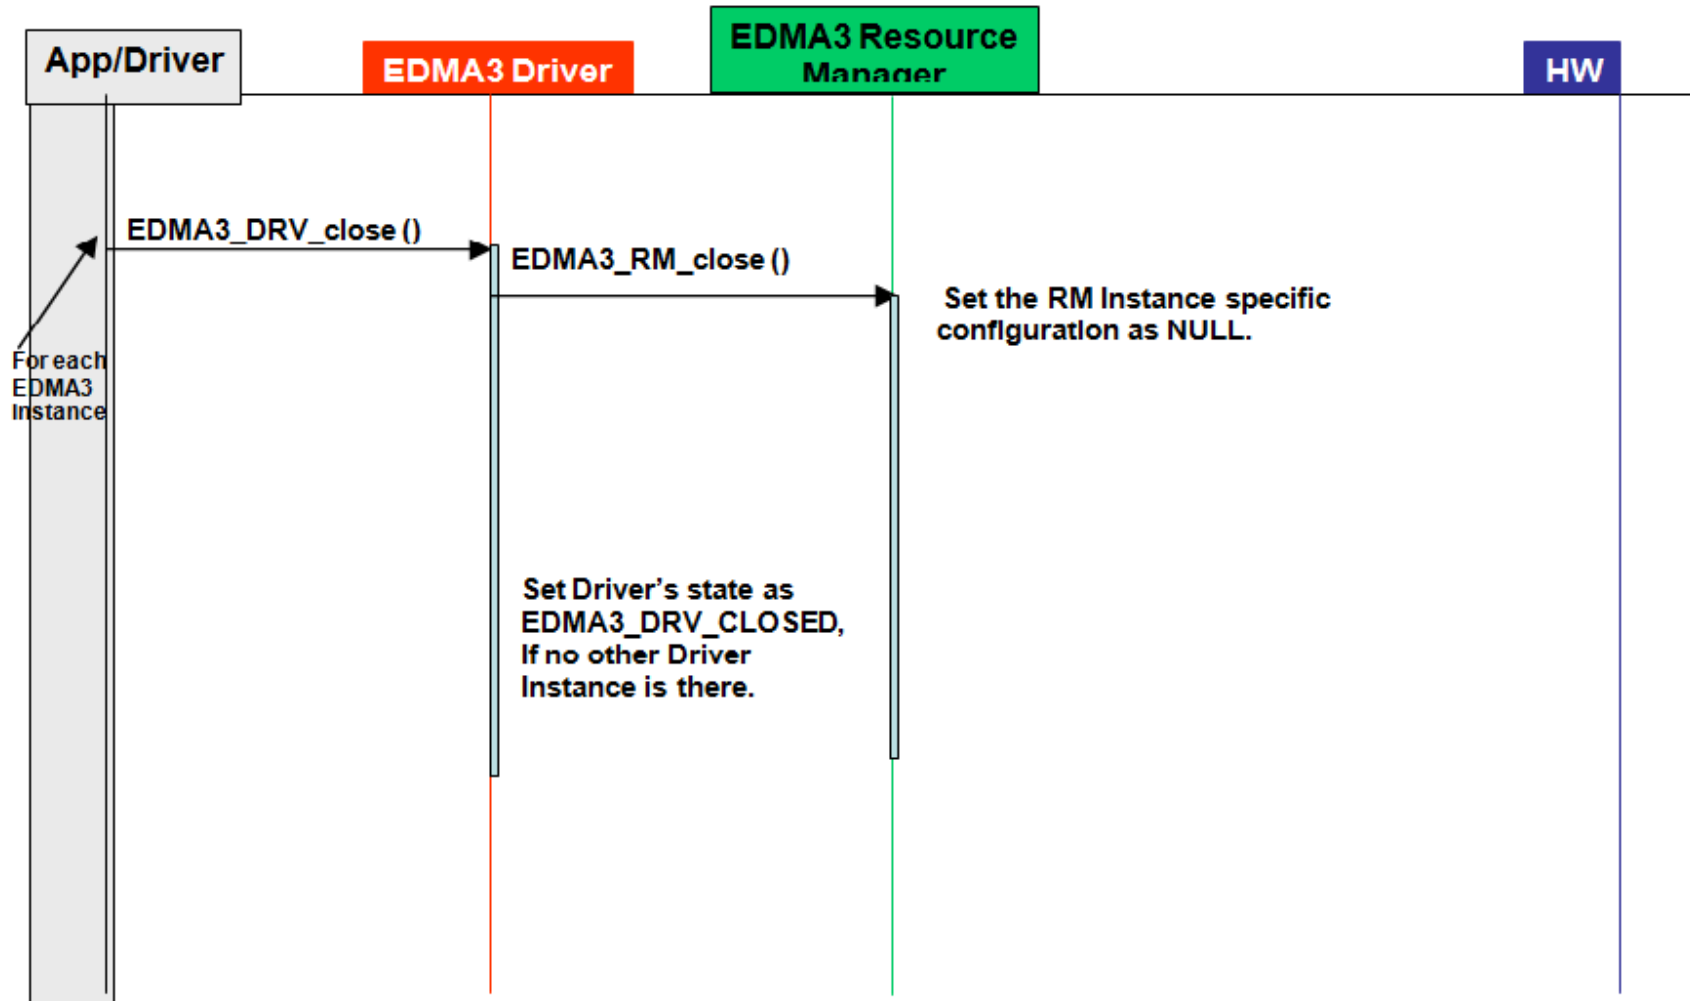 App/Driver
EDMA3 Driver
EDMA3 Resource
Manager
HW
EDMA3_DRV_close ()
EDMA3_RM_close ()
Set the RM Instance specific
configuration as NULL.
For each
EDMA3
Instance
Set Driver's state as
EDMA3_DRV_CLOSED,
If no other Driver
Instance is there.